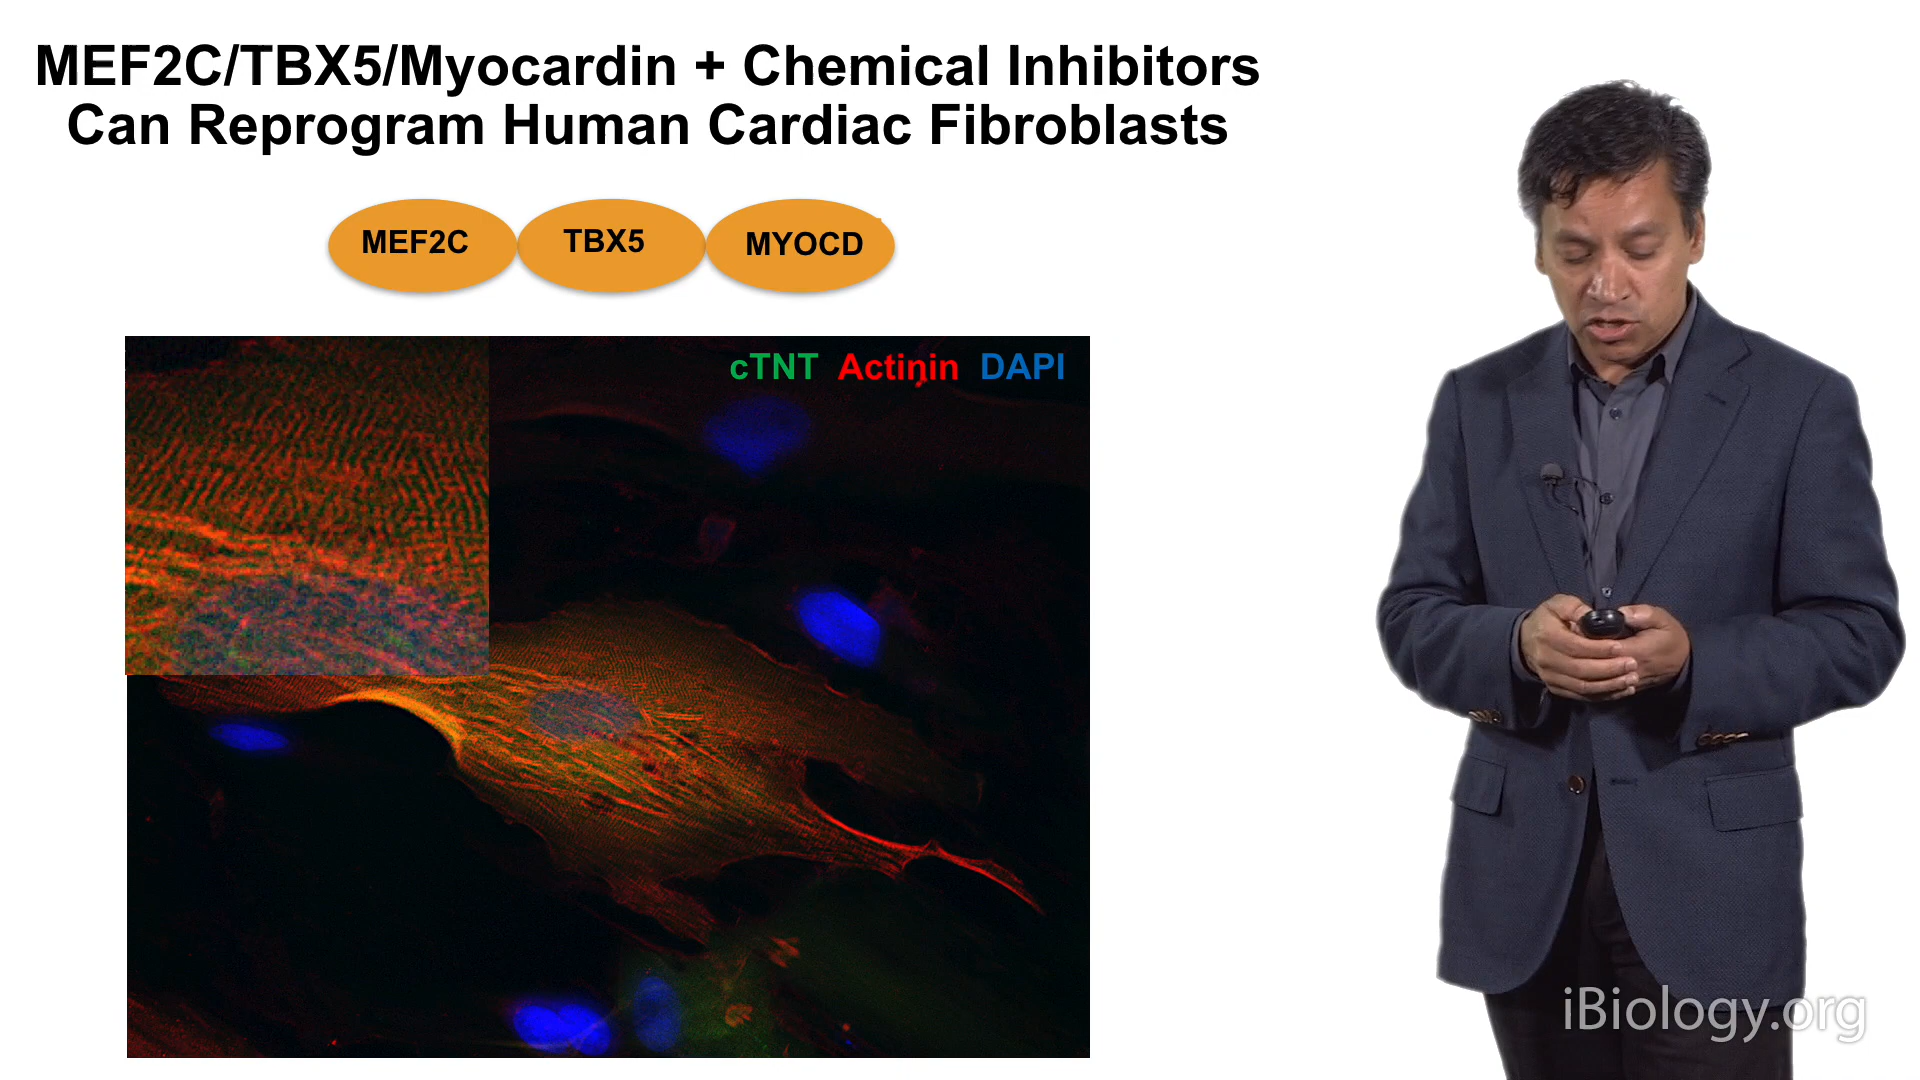 MEF2C/TBX5/Myocardin + Chemical Inhibitors
Can Reprogram Human Cardiac Fibroblasts
MEF2C TBX5 MYOCD
cTNT Actinin DAPI
iBiology.org